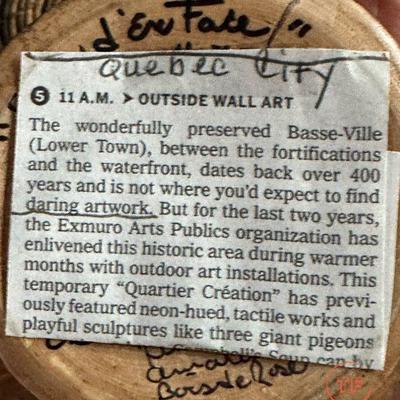 d'En Face/"
Quebec City
5 11 A.M. ➤ OUTSIDE WALL ART
The wonderfully preserved Basse-Ville
(Lower Town), between the fortifications
and the waterfront, dates back over 400
years and is not where you'd expect to find
daring artwork. But for the last two years,
the Exmuro Arts Publics organization has
enlivened this historic area during warmer
months with outdoor art installations. This
temporary "Quartier Création" has previ-
ously featured neon-hued, tactile works and
playful sculptures like three giant pigeons
Soup can by
Bois de Rose
TIP